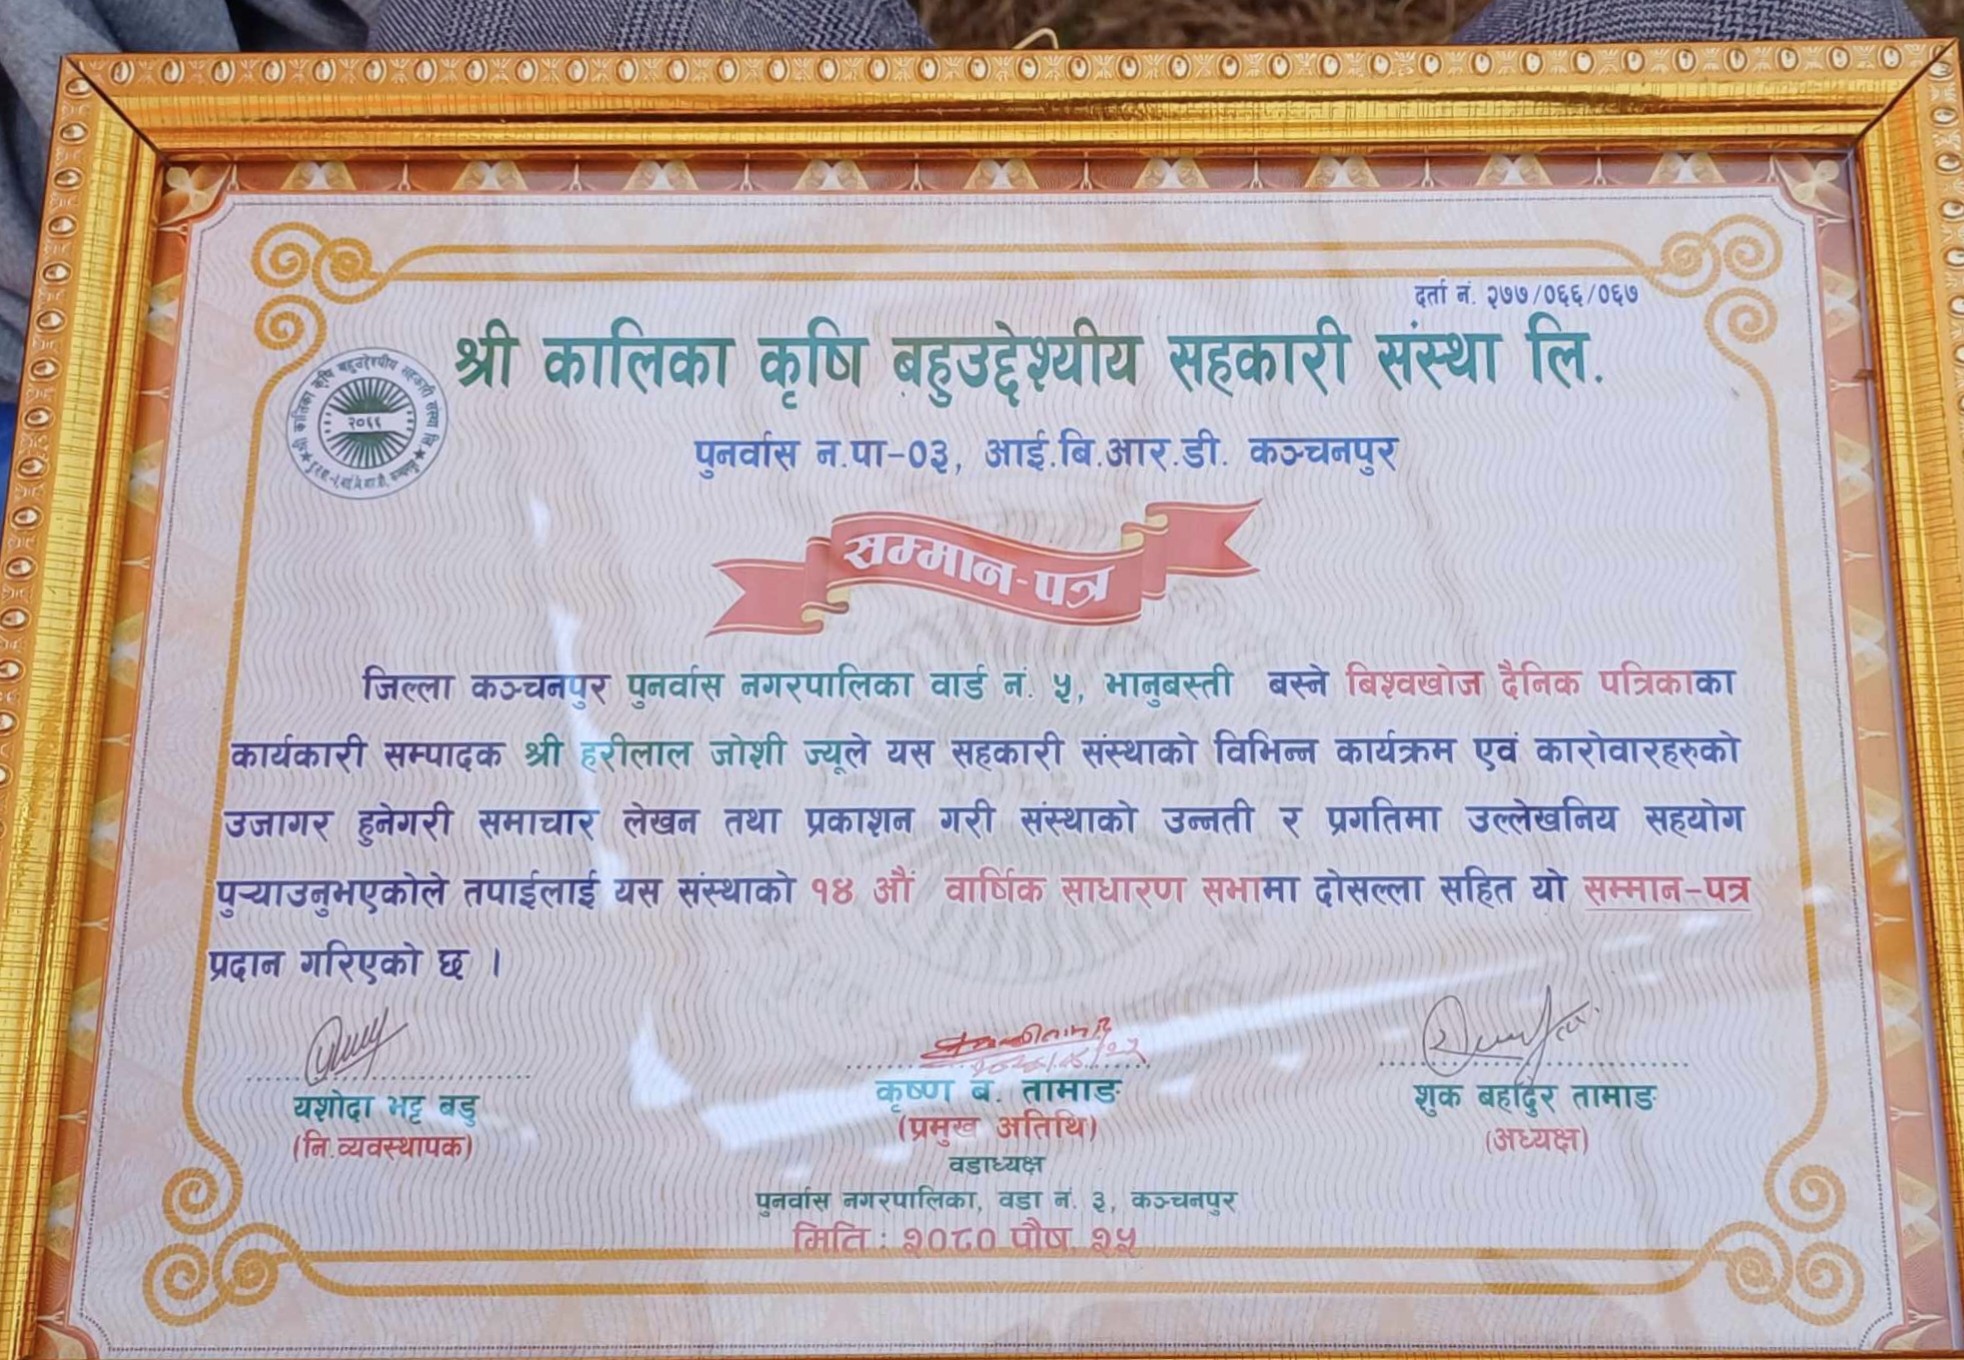 दर्ता नं. २७७/०६६/०६७
श्री कालिका कृषि बहुउद्देश्यीय सहकारी संस्था लि.
श्री कालिका कृषि बहुउद्देश्यीय सहकारी संस्था लि
२०६६
पुनर्वास न.पा-०३, आई.बि.आर.डी. कञ्चनपुर
सम्मान-पत्र
जिल्ला कञ्चनपुर पुनर्वास नगरपालिका वार्ड नं. ५, भानुबस्ती बस्ने बिश्वखोज दैनिक पत्रिकाका
कार्यकारी सम्पादक श्री हरीलाल जोशी ज्यूले यस सहकारी संस्थाको विभिन्न कार्यक्रम एवं कारोवारहरुको
उजागर हुनेगरी समाचार लेखन तथा प्रकाशन गरी संस्थाको उन्नती र प्रगतिमा उल्लेखनिय सहयोग
पुर्‍याउनुभएकोले तपाईलाई यस संस्थाको १४ औं वार्षिक साधारण सभामा दोसल्ला सहित यो सम्मान-पत्र
प्रदान गरिएको छ ।
यशोदा भट्ट बडु
(नि.व्यवस्थापक)
कृष्ण ब. तामाङ
(प्रमुख अतिथि)
वडाध्यक्ष
पुनर्वास नगरपालिका, वडा नं. ३, कञ्चनपुर
शुक बहादुर तामाङ
(अध्यक्ष)
मिति : २०८० पौष २५